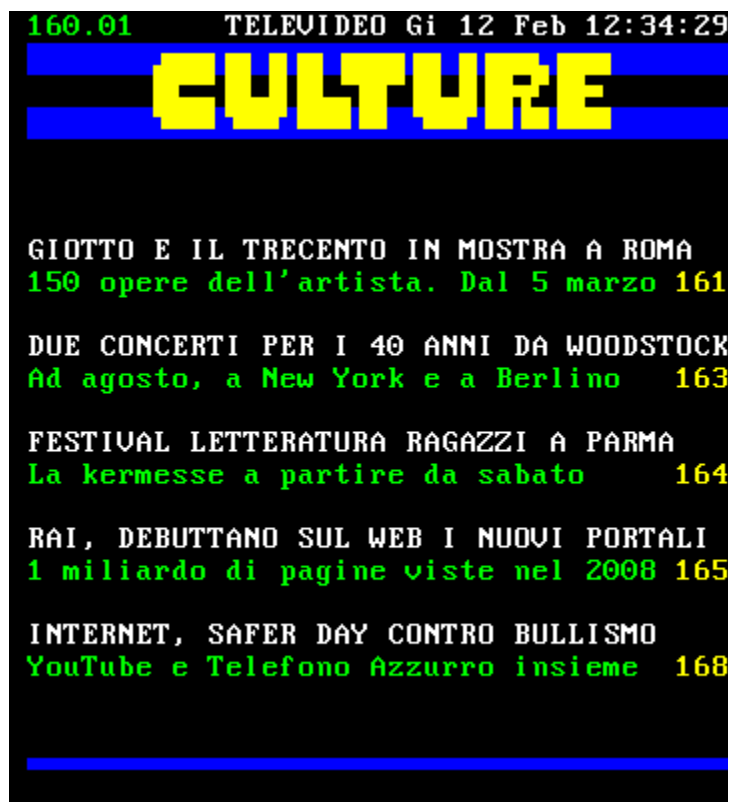 160.01 TELEVIDEO Gi 12 Feb 12:34:29
CULTURE
GIOTTO E IL TRECENTO IN MOSTRA A ROMA
150 opere dell'artista. Dal 5 marzo 161
DUE CONCERTI PER I 40 ANNI DA WOODSTOCK
Ad agosto, a New York e a Berlino 163
FESTIVAL LETTERATURA RAGAZZI A PARMA
La kermesse a partire da sabato 164
RAI, DEBUTTANO SUL WEB I NUOVI PORTALI
1 miliardo di pagine viste nel 2008 165
INTERNET, SAFER DAY CONTRO BULLISMO
YouTube e Telefono Azzurro insieme 168